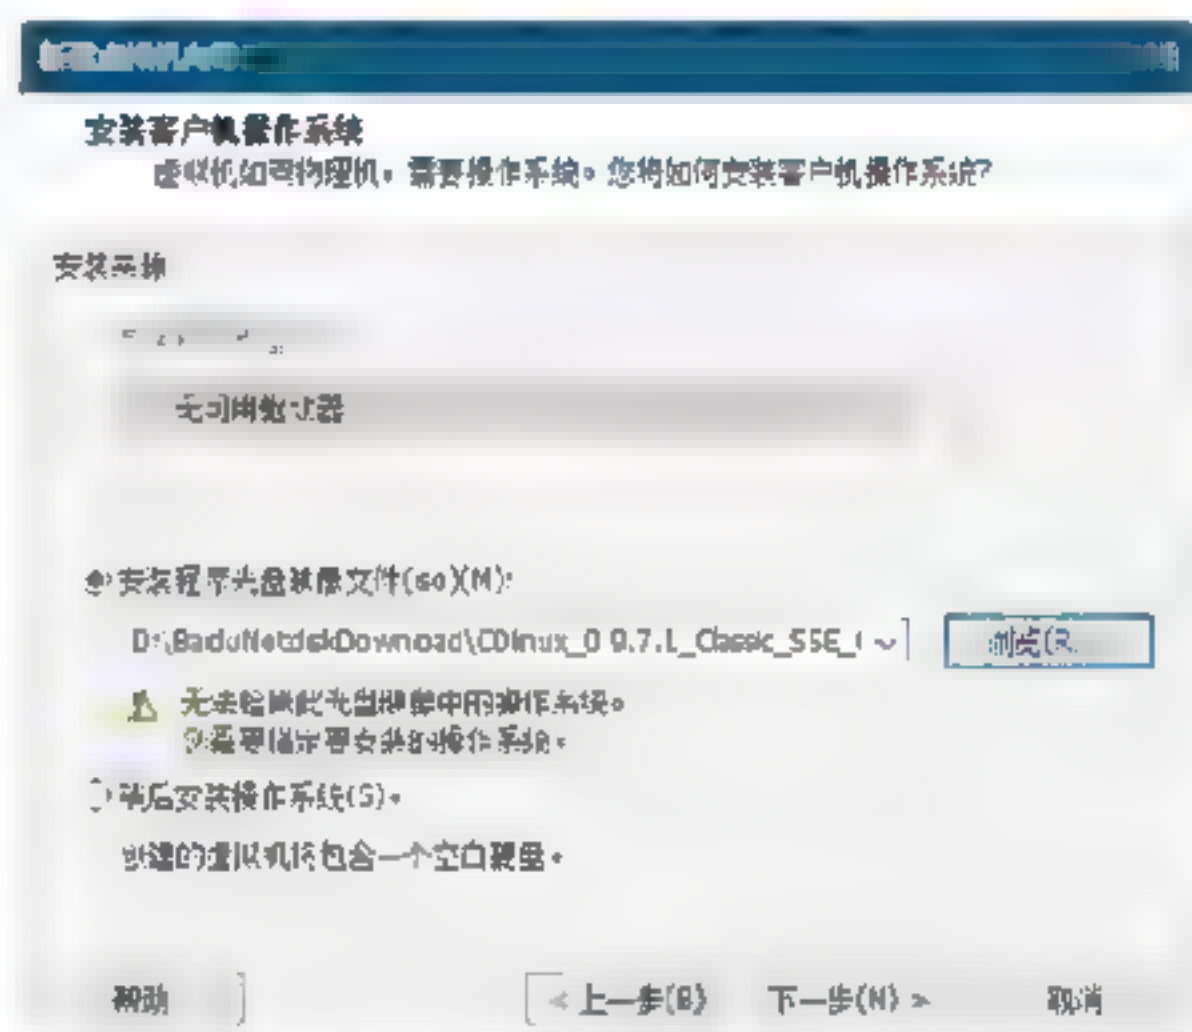 安装客户机操作系统
虚拟机如同物理机，需要操作系统。您将如何安装客户机操作系统?
安装来源
无可用驱动器
安装程序光盘映像文件(iso)(M):
D:\BaiduNetdiskDownload\CDlinux_0.9.7.1_Classic_SSE_
浏览(R)
无法检测此光盘映像中的操作系统。
您需要指定要安装的操作系统。
稍后安装操作系统(S)。
创建的虚拟机将包含一个空白硬盘。
帮助
< 上一步(B)
下一步(N) >
取消